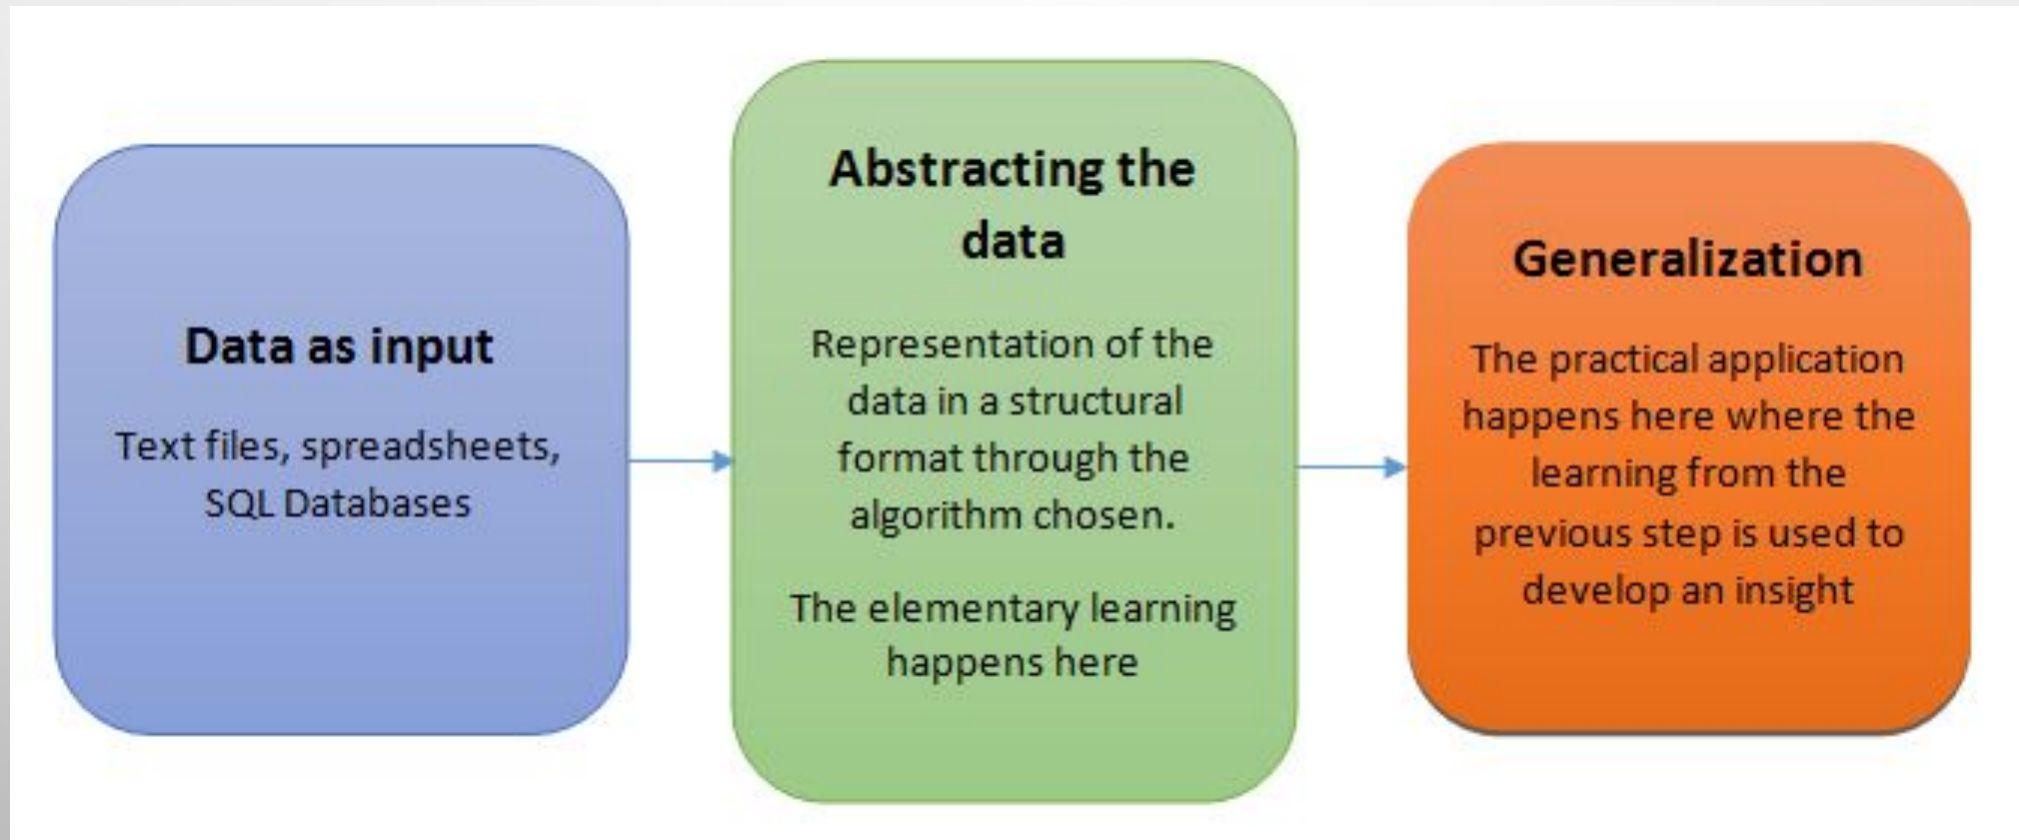 Data as input
Text files, spreadsheets,
SQL Databases
Abstracting the
data
Representation of the
data in a structural
format through the
algorithm chosen.
The elementary learning
happens here
Generalization
The practical application
happens here where the
learning from the
previous step is used to
develop an insight